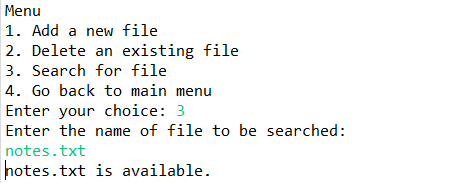 Menu
1. Add a new file
2. Delete an existing file
3. Search for file
4. Go back to main menu
Enter your choice: 3
Enter the name of file to be searched:
notes.txt
notes.txt is available.